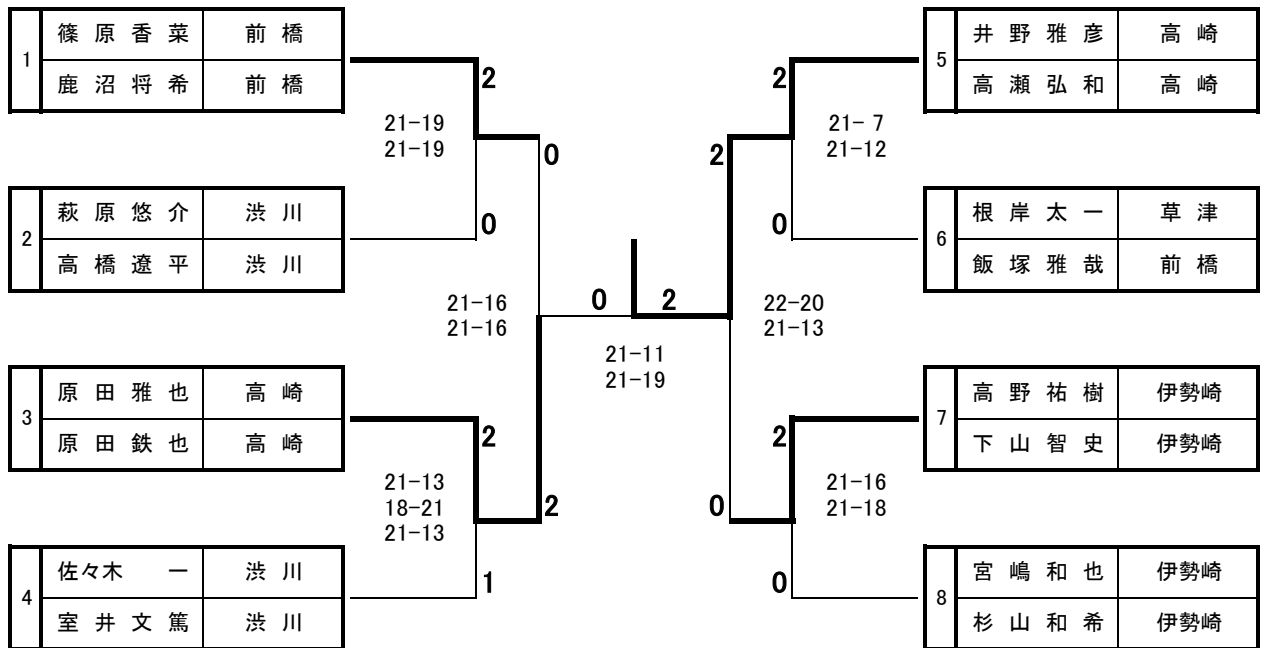 1
篠原香菜 前橋
鹿沼将希 前橋
2
萩原悠介 渋川
高橋遼平 渋川
3
原田雅也 高崎
原田鉄也 高崎
4
佐々木 一 渋川
室井文篤 渋川
2
21-19
21-19
0
0
21-16
21-16
2
21-13
18-21
21-13
2
1
0 2
21-11
21-19
2
21- 7
21-12
2
0
22-20
21-13
2
21-16
21-18
0
0
5
井野雅彦 高崎
高瀬弘和 高崎
6
根岸太一 草津
飯塚雅哉 前橋
7
高野祐樹 伊勢崎
下山智史 伊勢崎
8
宮嶋和也 伊勢崎
杉山和希 伊勢崎